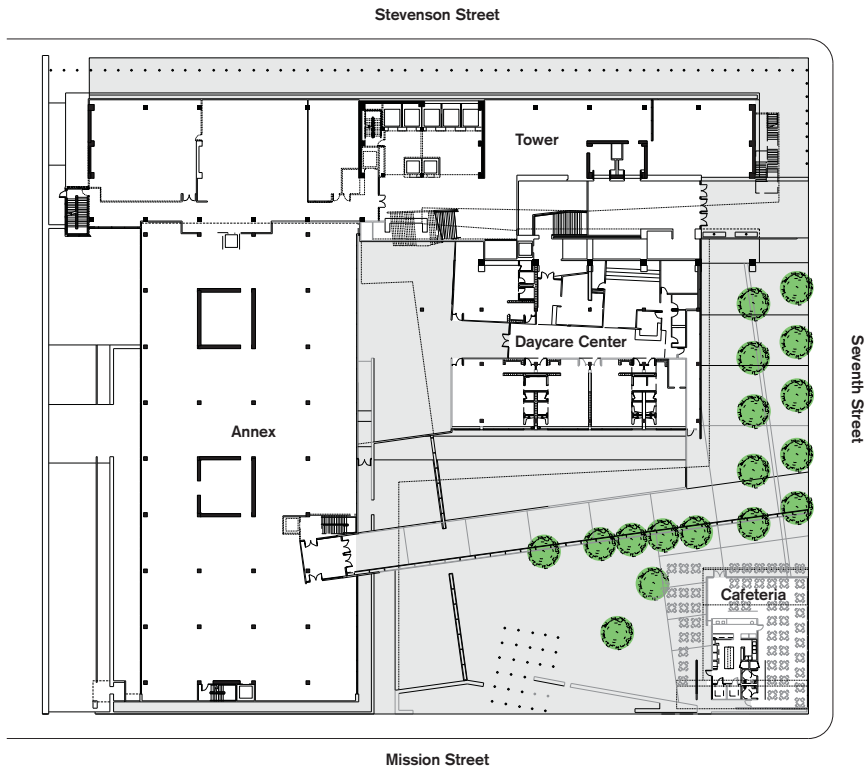 Stevenson Street
Tower
Daycare Center
Seventh Street
Annex
Cafeteria
Mission Street